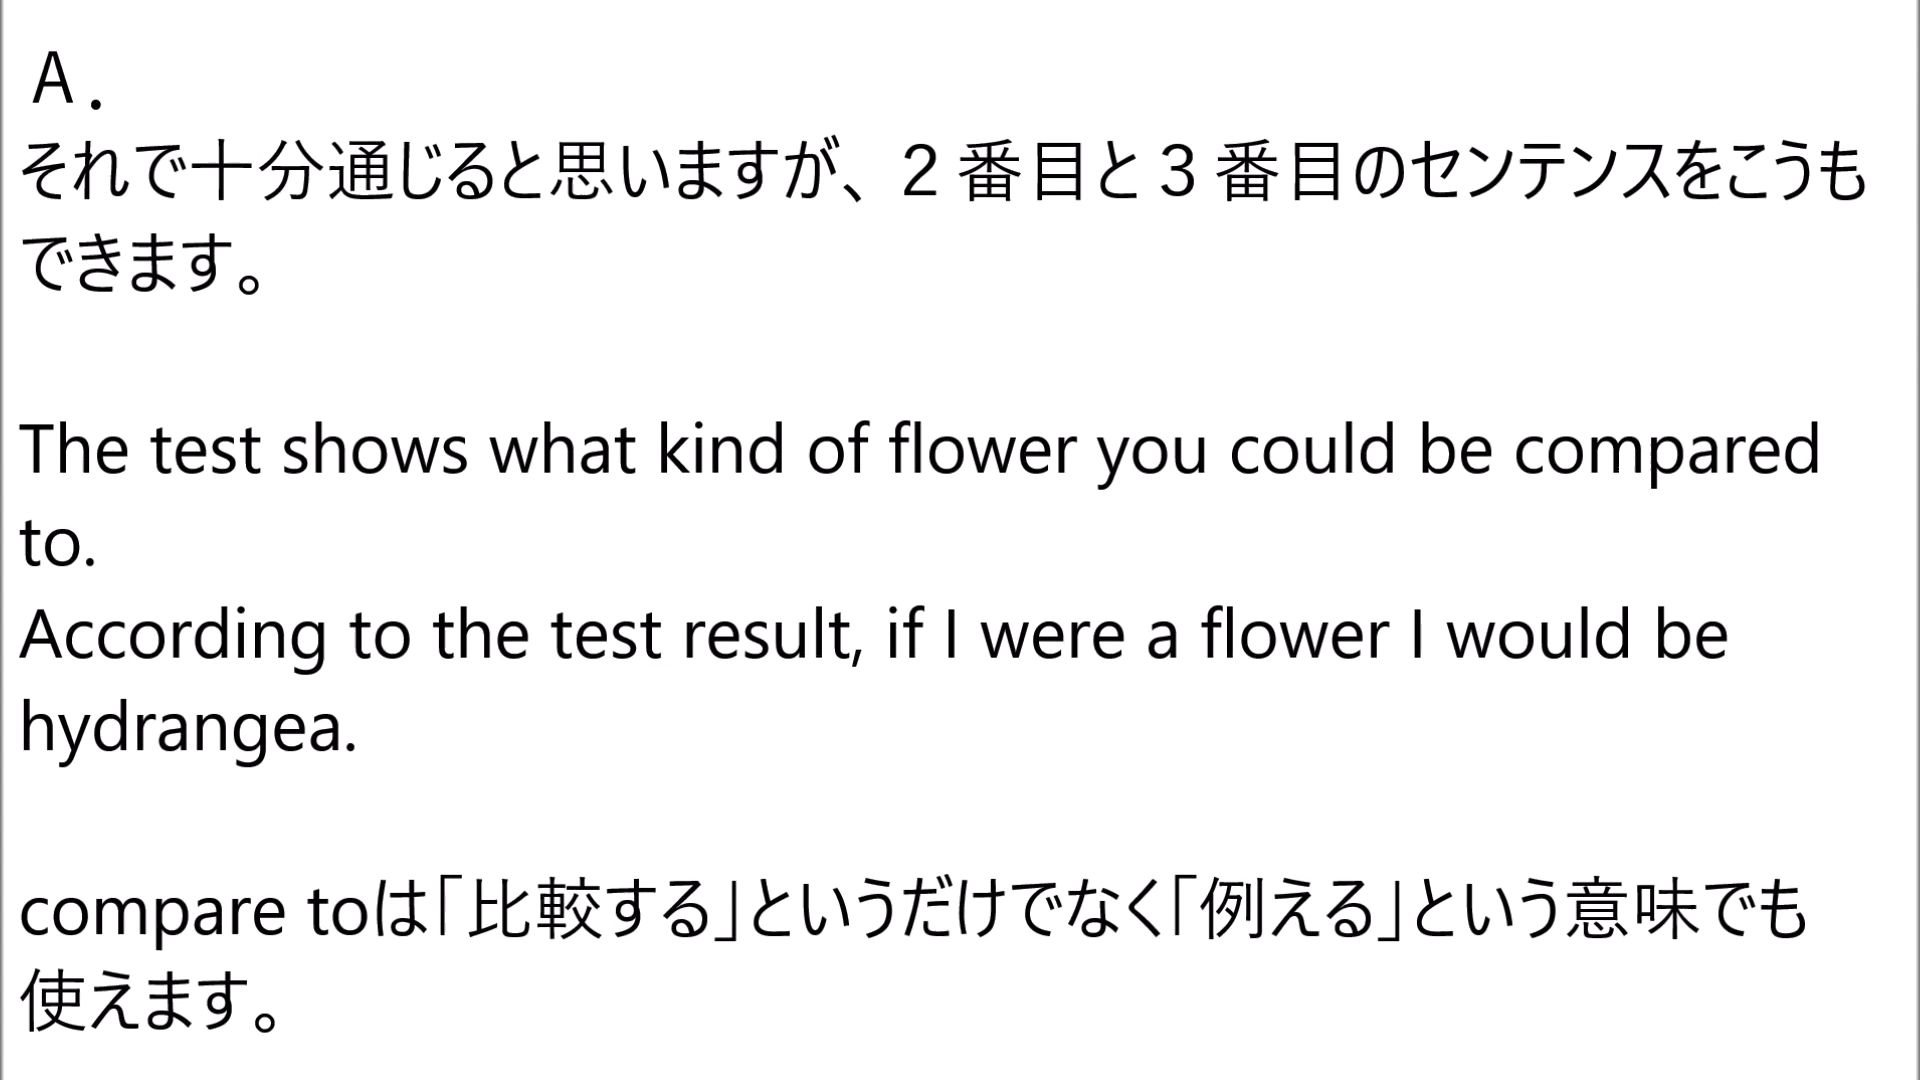 A.
それで十分通じると思いますが、２番目と３番目のセンテンスをこうも
できます。
The test shows what kind of flower you could be compared
to.
According to the test result, if I were a flower I would be
hydrangea.
compare toは「比較する」というだけでなく「例える」という意味でも
使えます。